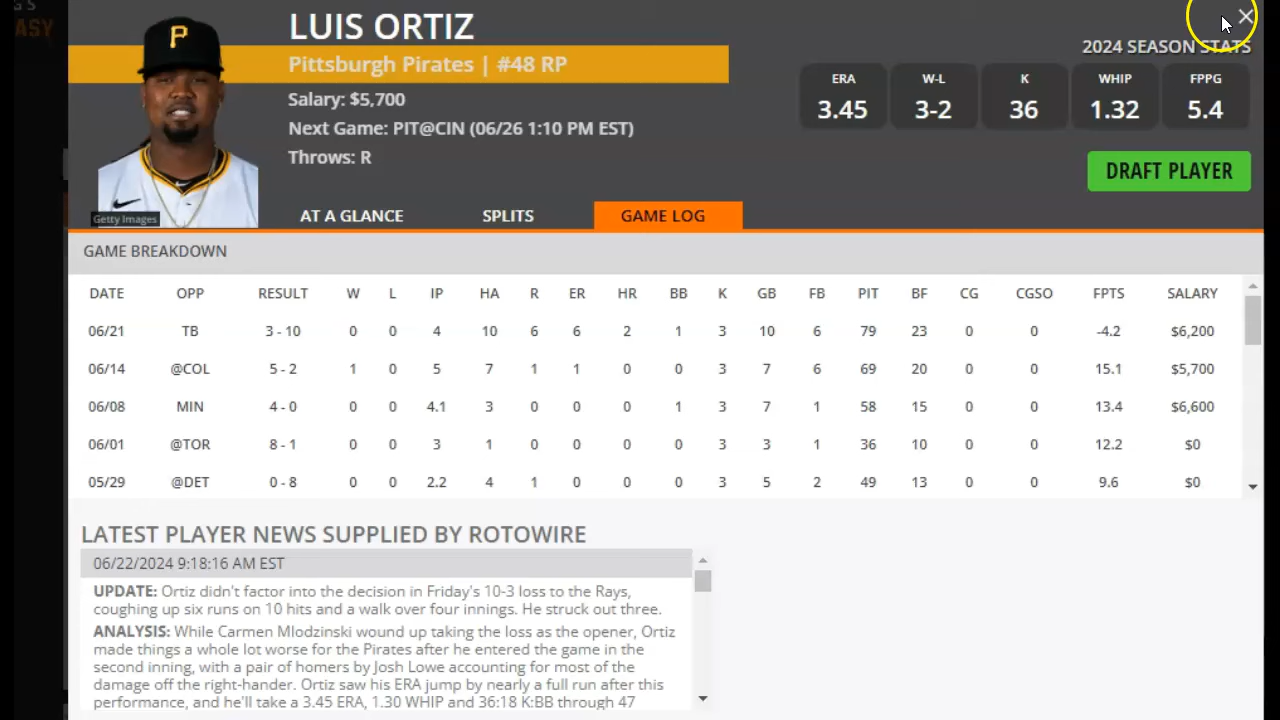 G'S
ASY
LUIS ORTIZ
Pittsburgh Pirates | #48 RP
Salary: $5,700
Next Game: PIT@CIN (06/26 1:10 PM EST)
Throws: R
P
Getty Images
2024 SEASON STATS
ERA W-L K WHIP FPPG
3.45 3-2 36 1.32 5.4
DRAFT PLAYER
AT A GLANCE SPLITS GAME LOG
GAME BREAKDOWN
DATE OPP RESULT W L IP HA R ER HR BB K GB FB PIT BF CG CGSO FPTS SALARY
06/21 TB 3 - 10 0 0 4 10 6 6 2 1 3 10 6 79 23 0 0 -4.2 $6,200
06/14 @COL 5 - 2 1 0 5 7 1 1 0 0 3 7 6 69 20 0 0 15.1 $5,700
06/08 MIN 4 - 0 0 0 4.1 3 0 0 0 1 3 7 1 58 15 0 0 13.4 $6,600
06/01 @TOR 8 - 1 0 0 3 1 0 0 0 0 3 3 1 36 10 0 0 12.2 $0
05/29 @DET 0 - 8 0 0 2.2 4 1 0 0 0 3 5 2 49 13 0 0 9.6 $0
LATEST PLAYER NEWS SUPPLIED BY ROTOWIRE
06/22/2024 9:18:16 AM EST
UPDATE: Ortiz didn't factor into the decision in Friday's 10-3 loss to the Rays,
coughing up six runs on 10 hits and a walk over four innings. He struck out three.
ANALYSIS: While Carmen Mlodzinski wound up taking the loss as the opener, Ortiz
made things a whole lot worse for the Pirates after he entered the game in the
second inning, with a pair of homers by Josh Lowe accounting for most of the
damage off the right-hander. Ortiz saw his ERA jump by nearly a full run after this
performance, and he'll take a 3.45 ERA, 1.30 WHIP and 36:18 K:BB through 47